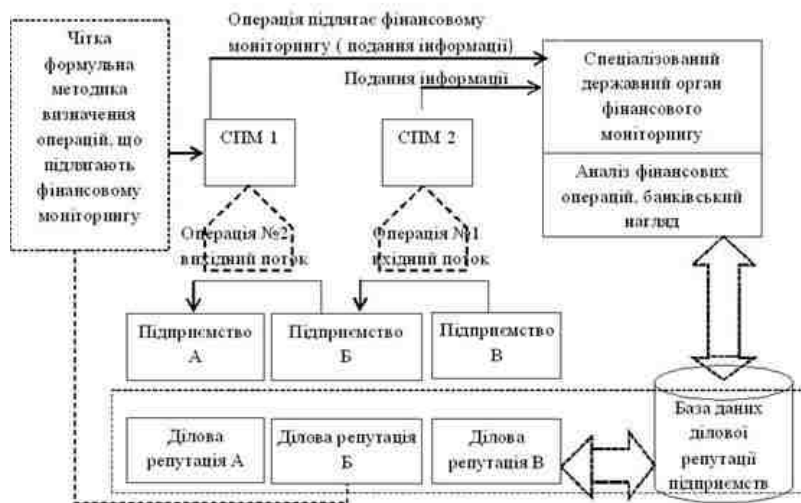 Операція підлягає фінансовому
моніторингу ( подання інформації)
Чітка
формульна
методика
визначення
операцій, що
підлягають
фінансовому
моніторингу
Подання інформації
Спеціалізований
державний орган
фінансового
моніторингу
СПМ 1
СПМ 2
Аналіз фінансових
операцій, банківський
нагляд
Операція №2
вихідний поток
Операція №1
вхідний поток
Підприємство
А
Підприємство
Б
Підприємство
В
Ділова
репутація А
Ділова репутація
Б
Ділова
репутація В
База даних
ділової
репутації
підприємств